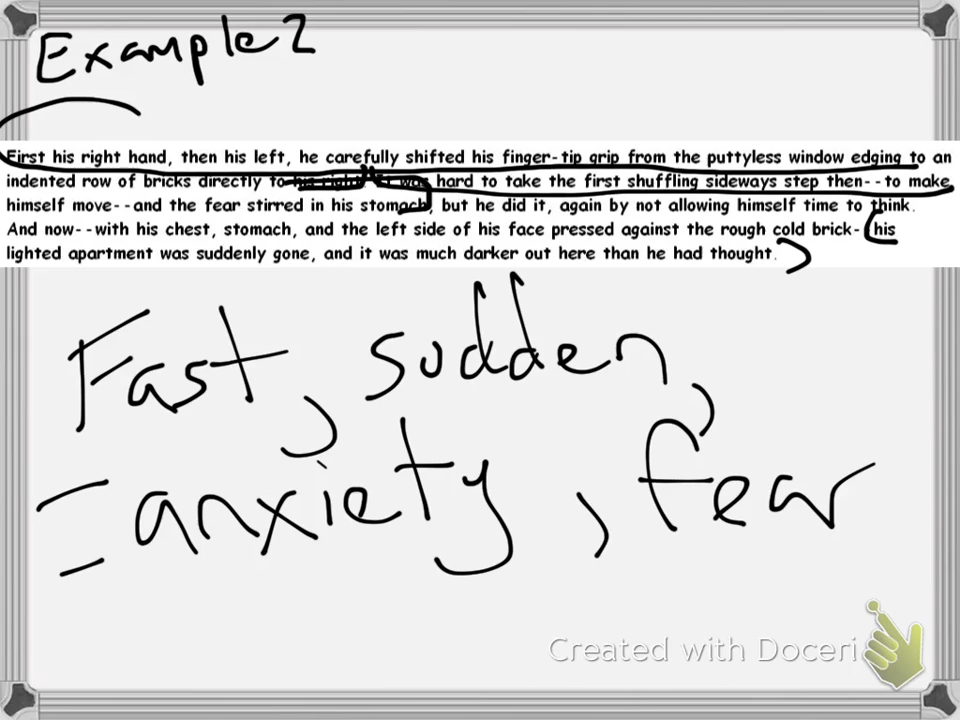 Example 2
First his right hand, then his left, he carefully shifted his finger-tip grip from the puttyless window edging to an
indented row of bricks directly to his right. It was hard to take the first shuffling sideways step then--to make
himself move--and the fear stirred in his stomach, but he did it, again by not allowing himself time to think.
And now--with his chest, stomach, and the left side of his face pressed against the rough cold brick-(his
lighted apartment was suddenly gone, and it was much darker out here than he had thought.)
Fast, sudden,
= anxiety, fear
Created with Doceri